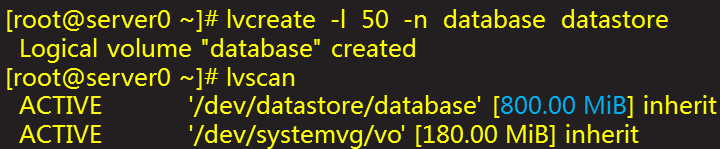 [root@server0 ~]# lvcreate -l 50 -n database datastore
Logical volume "database" created
[root@server0 ~]# lvscan
ACTIVE '/dev/datastore/database' [800.00 MiB] inherit
ACTIVE '/dev/systemvg/vo' [180.00 MiB] inherit